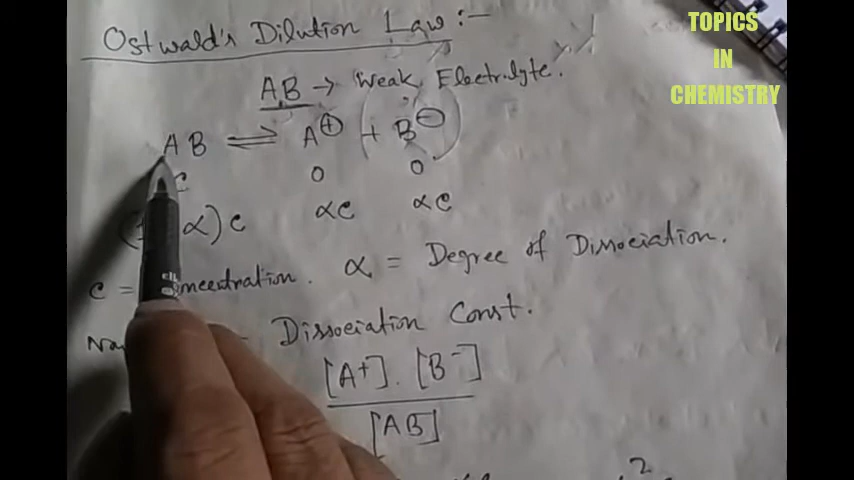 Ostwald's Dilution Law :-
TOPICS
IN
CHEMISTRY
AB → Weak Electrolyte.
AB ⇌ A⊕ + B⊖
C 0 0
α) C αC αC
C = α = Degree of Dissociation.
Dissociation Const.
[A+] . [B-]
[AB]
2